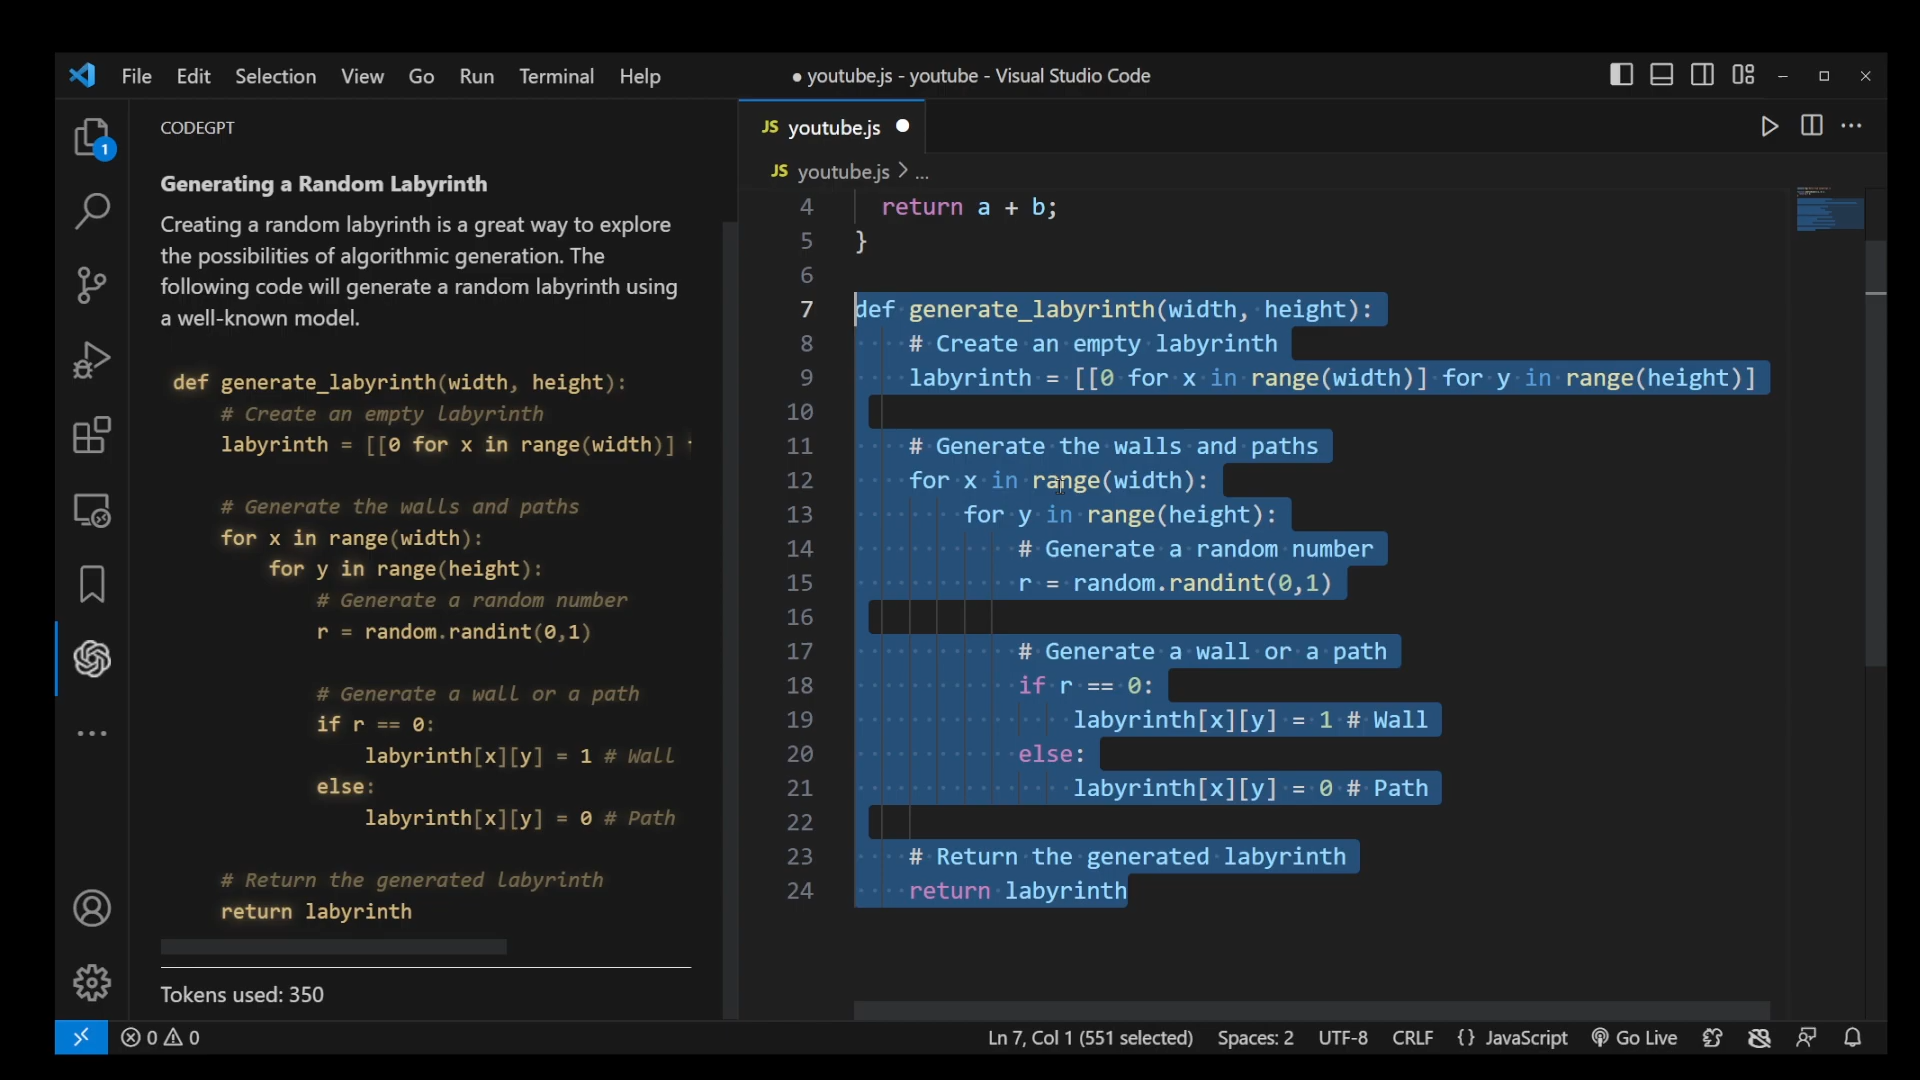 File Edit Selection View Go Run Terminal Help
● youtube.js - youtube - Visual Studio Code
1
CODEGPT
Generating a Random Labyrinth
Creating a random labyrinth is a great way to explore
the possibilities of algorithmic generation. The
following code will generate a random labyrinth using
a well-known model.
def generate_labyrinth(width, height):
# Create an empty labyrinth
labyrinth = [[0 for x in range(width)]
# Generate the walls and paths
for x in range(width):
for y in range(height):
# Generate a random number
r = random.randint(0,1)
# Generate a wall or a path
if r == 0:
labyrinth[x][y] = 1 # Wall
else:
labyrinth[x][y] = 0 # Path
# Return the generated labyrinth
return labyrinth
Tokens used: 350
JS youtube.js ●
JS youtube.js > ...
4 return a + b;
5 }
6
7 def generate_labyrinth(width, height):
8 # Create an empty labyrinth
9 labyrinth = [[0 for x in range(width)] for y in range(height)]
10
11 # Generate the walls and paths
12 for x in range(width):
13 for y in range(height):
14 # Generate a random number
15 r = random.randint(0,1)
16
17 # Generate a wall or a path
18 if r == 0:
19 labyrinth[x][y] = 1 # Wall
20 else:
21 labyrinth[x][y] = 0 # Path
22
23 # Return the generated labyrinth
24 return labyrinth
0 0 Ln 7, Col 1 (551 selected) Spaces: 2 UTF-8 CRLF {} JavaScript Go Live